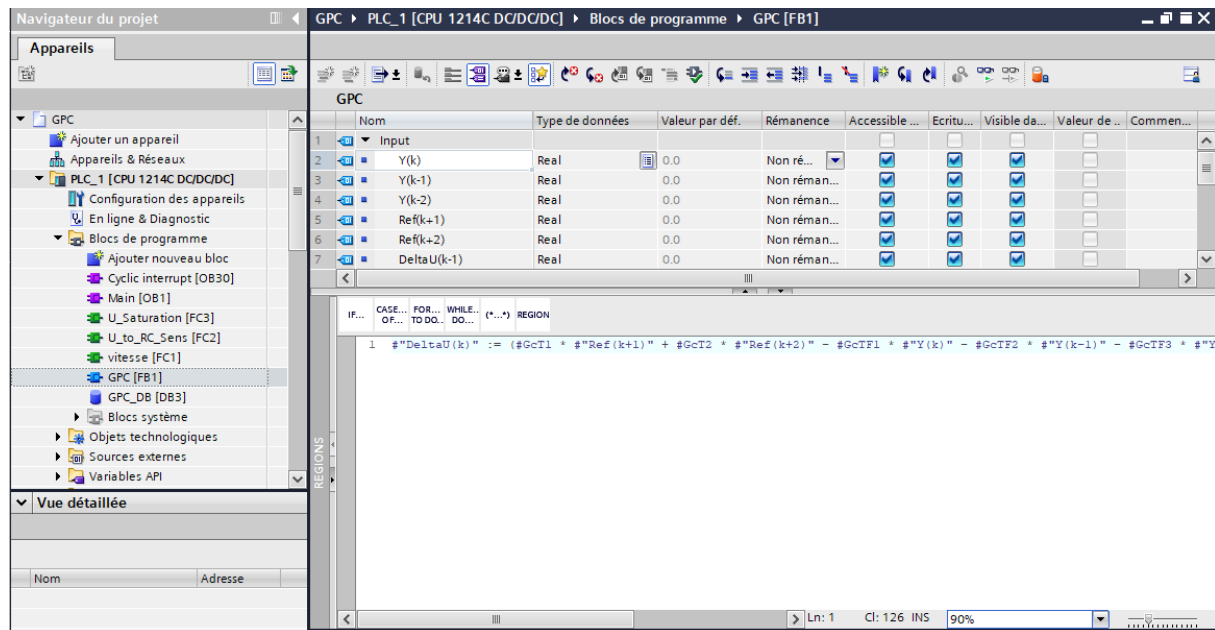 Navigateur du projet
GPC PLC_1 [CPU 1214C DC/DC/DC] Blocs de programme GPC [FB1]
Appareils
GPC
Nom Type de données Valeur par déf. Rémanence Accessible ... Ecritu... Visible da... Valeur de .. Commen...
1 Input
2 Y(k) Real 0.0 Non ré...
3 Y(k-1) Real 0.0 Non réman...
4 Y(k-2) Real 0.0 Non réman...
5 Ref(k+1) Real 0.0 Non réman...
6 Ref(k+2) Real 0.0 Non réman...
7 DeltaU(k-1) Real 0.0 Non réman...
GPC
Ajouter un appareil
Appareils & Réseaux
PLC_1 [CPU 1214C DC/DC/DC]
Configuration des appareils
En ligne & Diagnostic
Blocs de programme
Ajouter nouveau bloc
Cyclic interrupt [OB30]
Main [OB1]
U_Saturation [FC3]
U_to_RC_Sens [FC2]
vitesse [FC1]
GPC [FB1]
GPC_DB [DB3]
Blocs système
Objets technologiques
Sources externes
Variables API
IF... CASE... OF... FOR... TO DO.. WHILE.. DO... (*...*) REGION
1 #"DeltaU(k)" := (#GcT1 * #"Ref(k+1)" + #GcT2 * #"Ref(k+2)" - #GcTF1 * #"Y(k)" - #GcTF2 * #"Y(k-1)" - #GcTF3 * #"Y
REGIONS
Vue détaillée
Nom Adresse
Ln: 1 Cl: 126 INS 90%